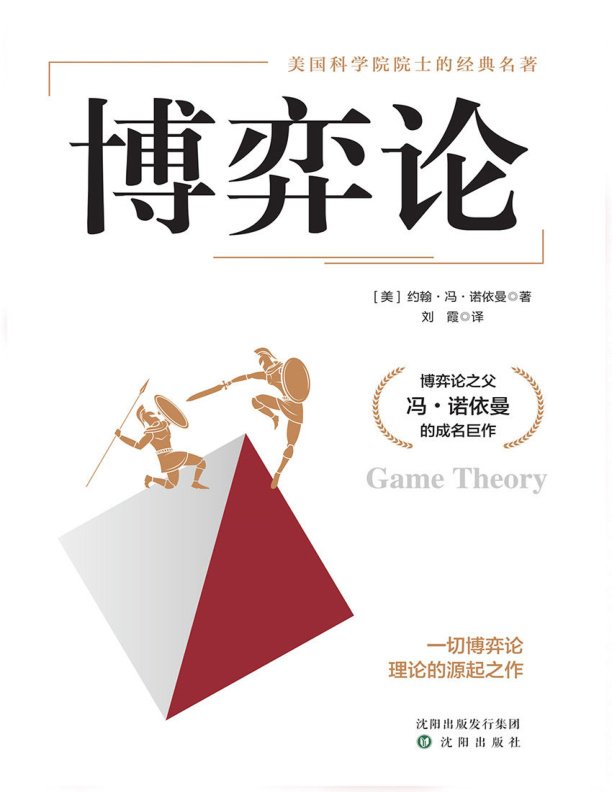 美国科学院院士的经典名著
博弈论
[美] 约翰·冯·诺依曼◎著
刘 霞◎译
博弈论之父
冯·诺依曼
的成名巨作
Game Theory
一切博弈论
理论的源起之作
沈阳出版发行集团
沈阳出版社